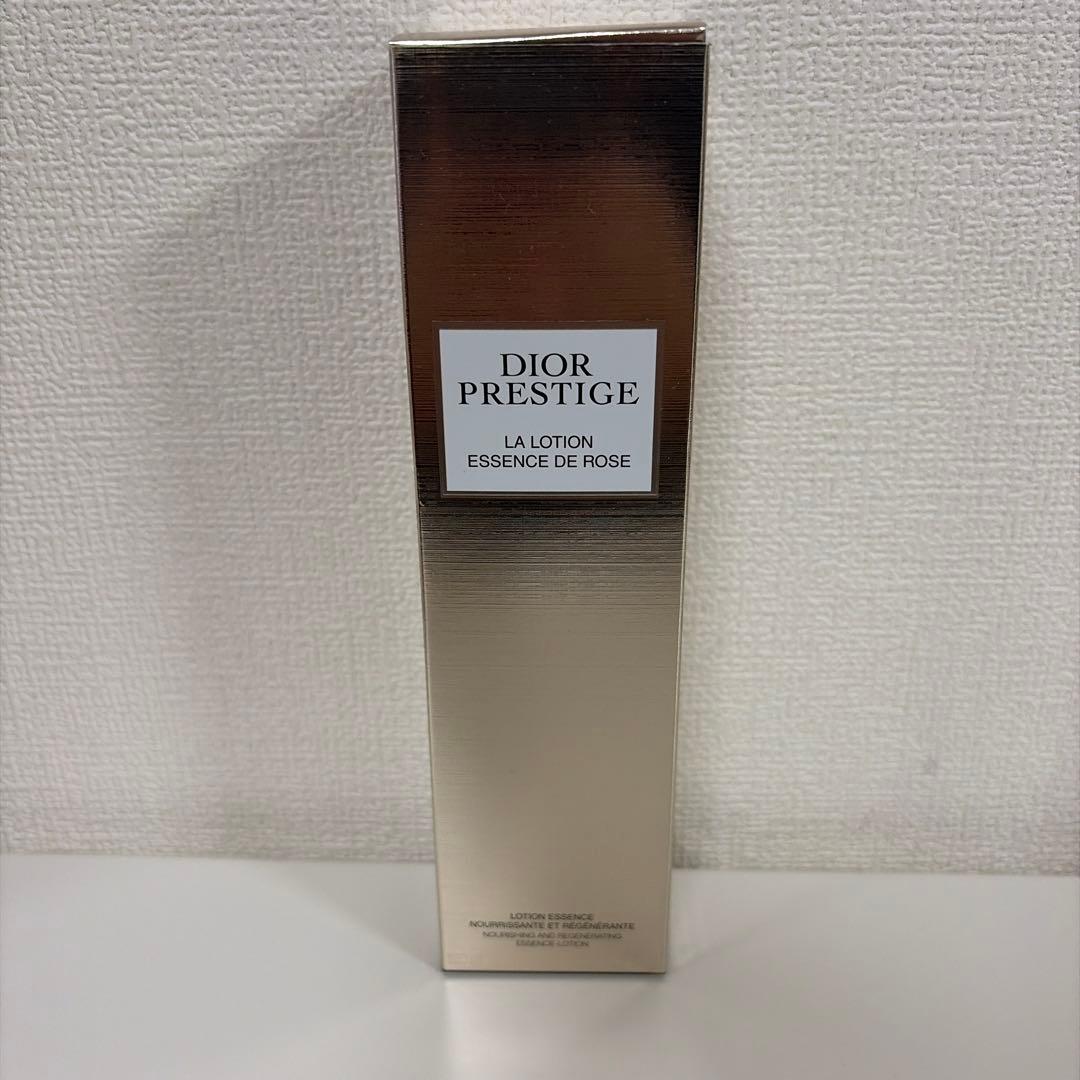 DIOR
PRESTIGE
LA LOTION
ESSENCE DE ROSE
LOTION ESSENCE
NOURRISSANTE ET RÉGÉNÉRANTE
NOURISHING AND REGENERATING
ESSENCE-LOTION